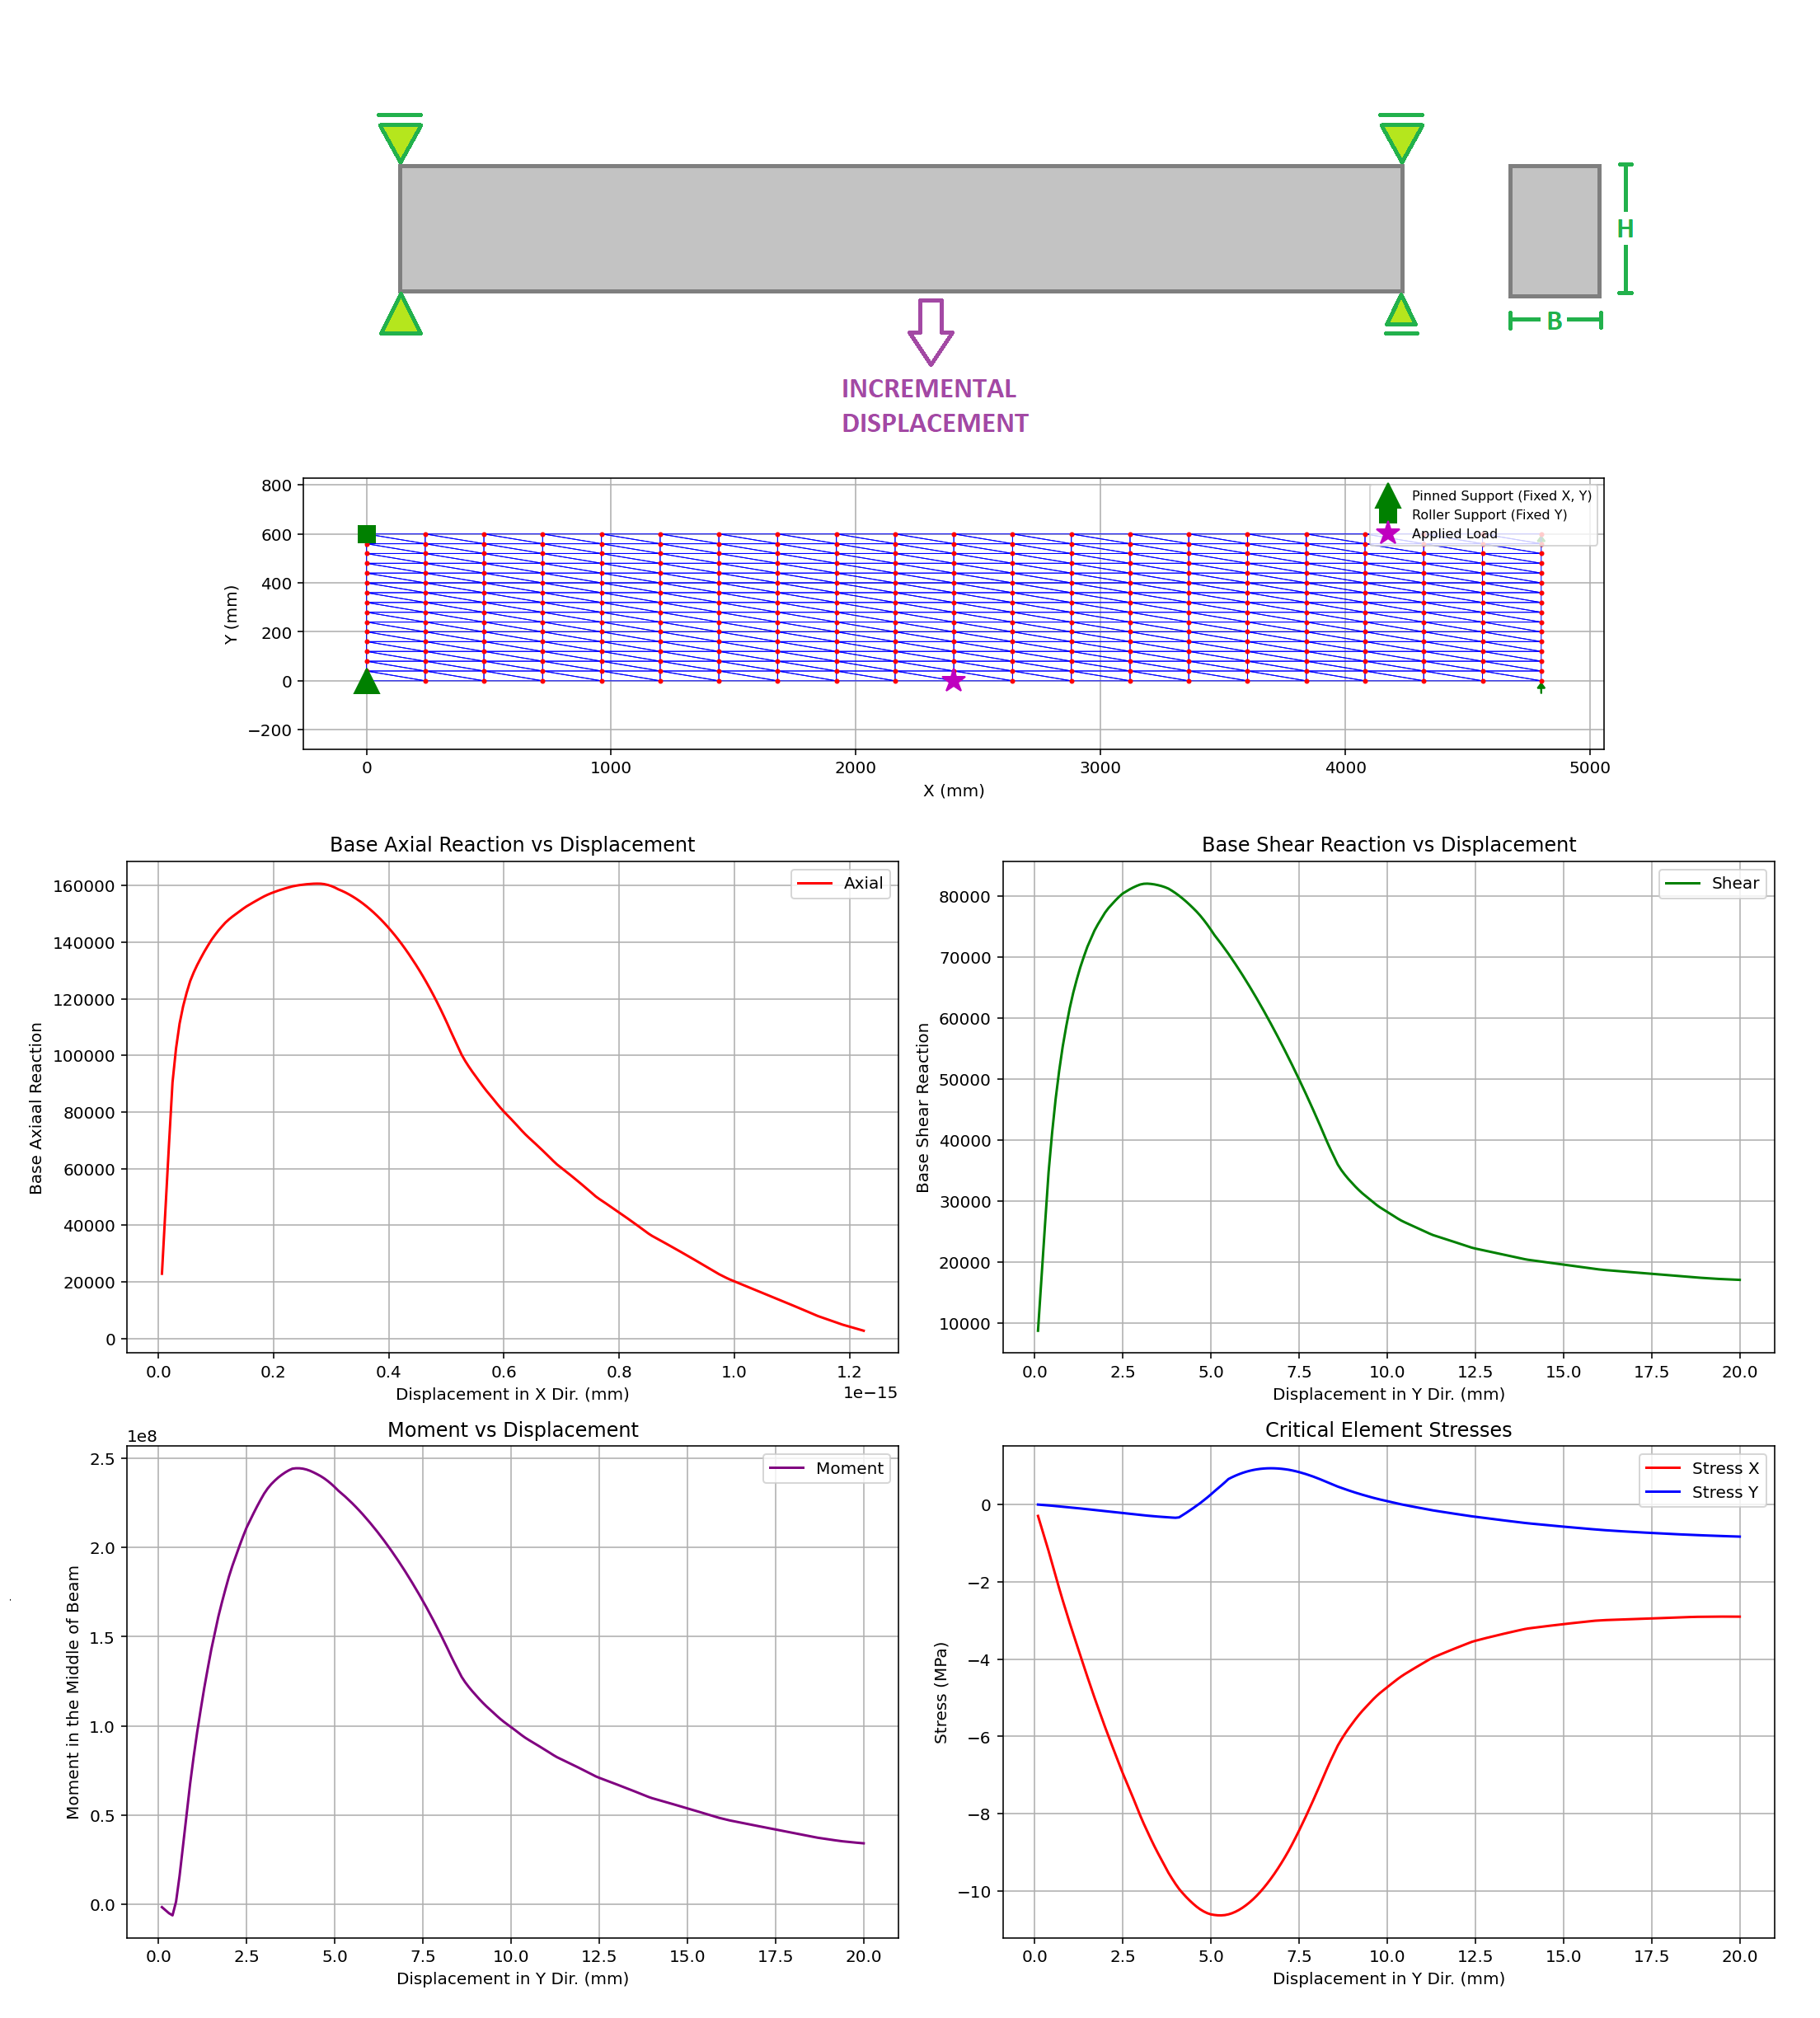 H
B
INCREMENTAL
DISPLACEMENT
800
600
400
200
0
−200
Y (mm)
Pinned Support (Fixed X, Y)
Roller Support (Fixed Y)
Applied Load
0 1000 2000 3000 4000 5000
X (mm)
Base Axial Reaction vs Displacement
Axial
160000
140000
120000
100000
80000
60000
40000
20000
0
Base Axiaal Reaction
0.0 0.2 0.4 0.6 0.8 1.0 1.2
1e−15
Displacement in X Dir. (mm)
Base Shear Reaction vs Displacement
Shear
80000
70000
60000
50000
40000
30000
20000
10000
Base Shear Reaction
0.0 2.5 5.0 7.5 10.0 12.5 15.0 17.5 20.0
Displacement in Y Dir. (mm)
Moment vs Displacement
1e8
Moment
2.5
2.0
1.5
1.0
0.5
0.0
Moment in the Middle of Beam
0.0 2.5 5.0 7.5 10.0 12.5 15.0 17.5 20.0
Displacement in Y Dir. (mm)
Critical Element Stresses
Stress X
Stress Y
0
−2
−4
−6
−8
−10
Stress (MPa)
0.0 2.5 5.0 7.5 10.0 12.5 15.0 17.5 20.0
Displacement in Y Dir. (mm)